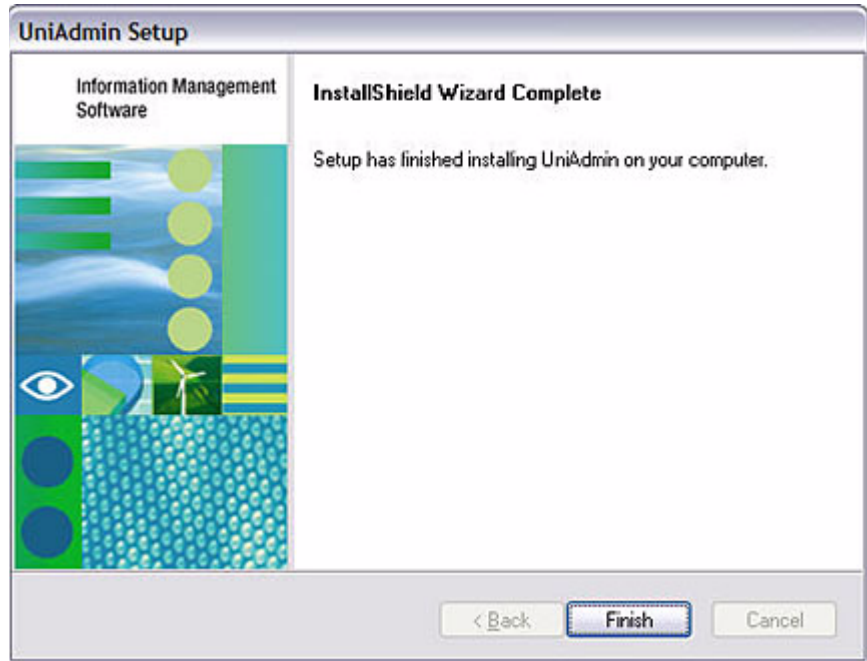 UniAdmin Setup
Information Management
Software
InstallShield Wizard Complete
Setup has finished installing UniAdmin on your computer.
< Back
Finish
Cancel